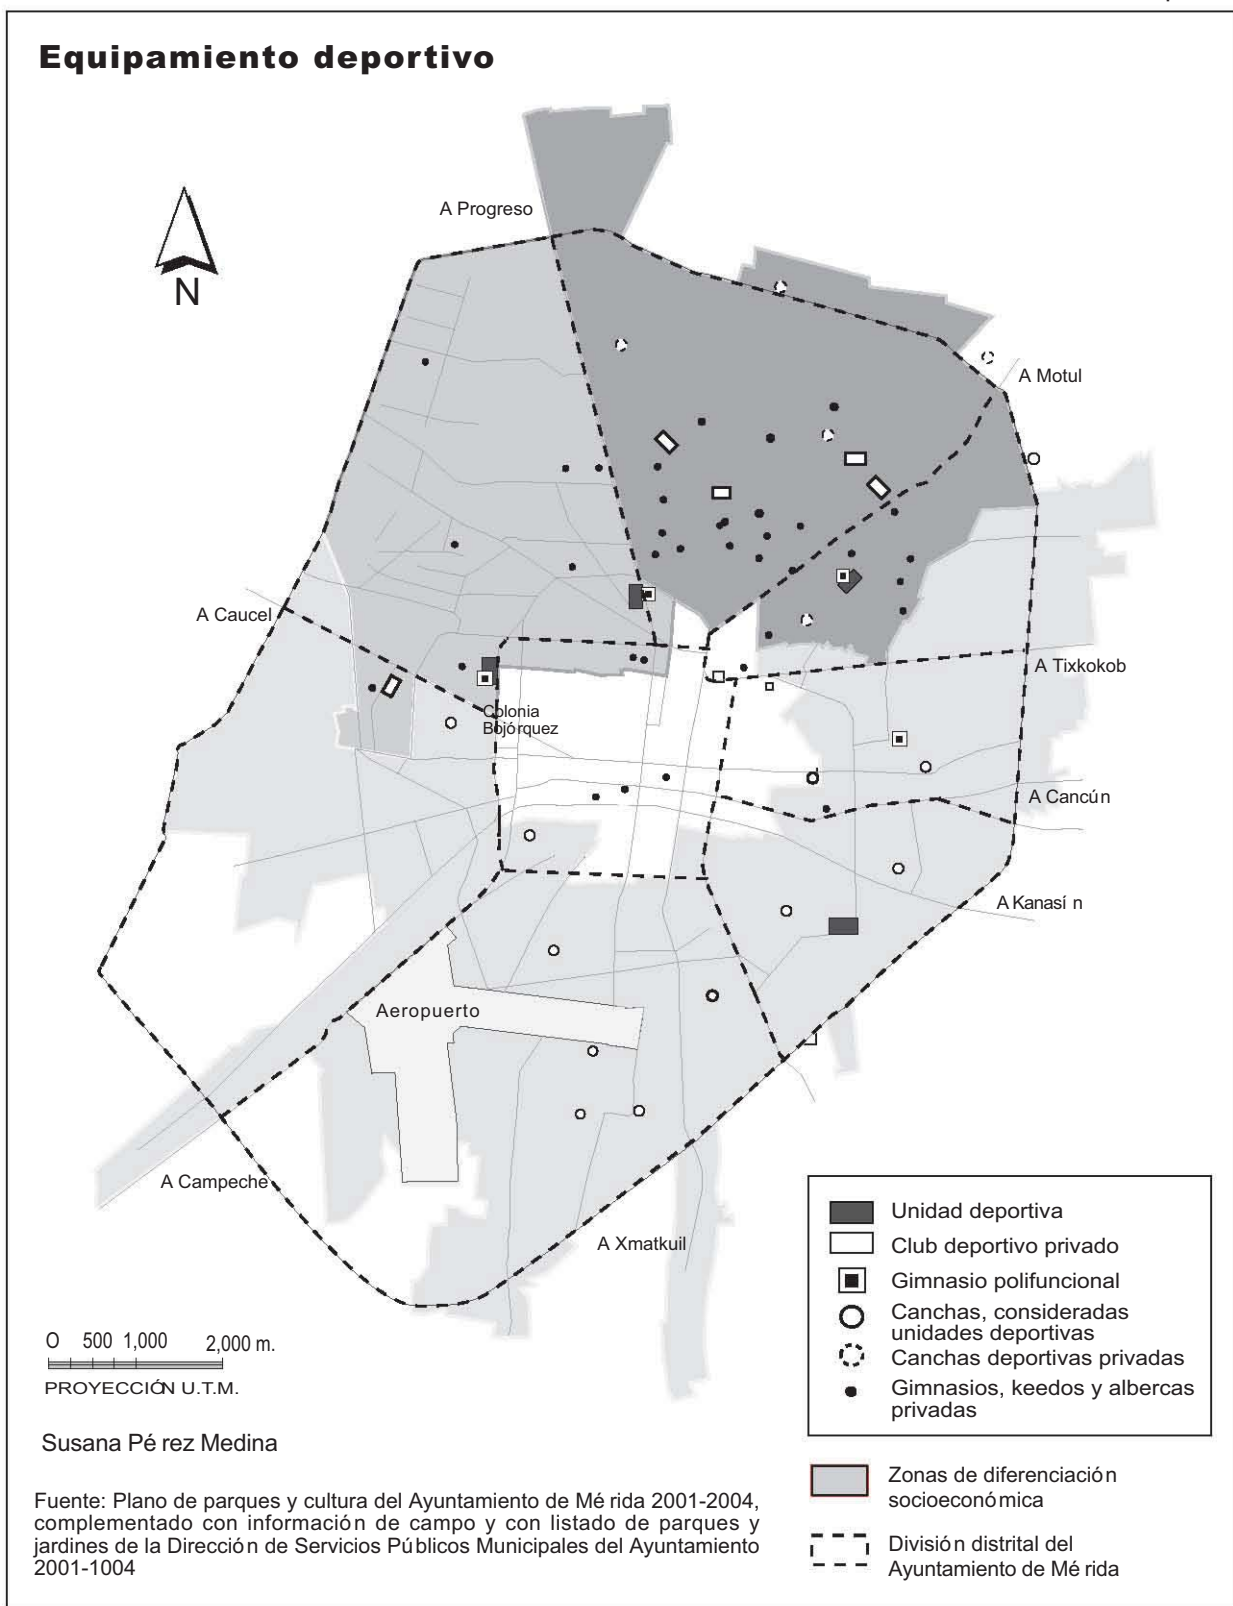 Equipamiento deportivo
A Progreso
N
A Motul
A Caucel
A Tixkokob
Colonia
Bojórquez
A Cancún
A Kanasí n
Aeropuerto
A Campeche
A Xmatkuil
Unidad deportiva
Club deportivo privado
Gimnasio polifuncional
Canchas, consideradas
unidades deportivas
Canchas deportivas privadas
Gimnasios, keedos y albercas
privadas
O 500 1,000 2,000 m.
PROYECCIÓN U.T.M.
Susana Pé rez Medina
Zonas de diferenciación
socioeconómica
Fuente: Plano de parques y cultura del Ayuntamiento de Mé rida 2001-2004,
complementado con información de campo y con listado de parques y
jardines de la Dirección de Servicios Públicos Municipales del Ayuntamiento
2001-1004
División distrital del
Ayuntamiento de Mé rida